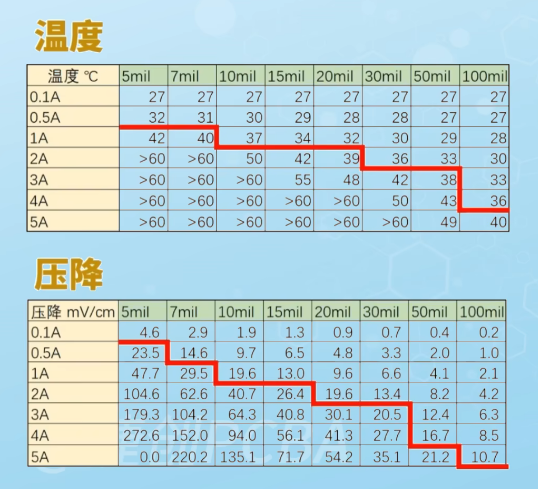 温度
温度 ℃ 5mil 7mil 10mil 15mil 20mil 30mil 50mil 100mil
0.1A 27 27 27 27 27 27 27 27
0.5A 32 31 30 29 28 28 27 27
1A 42 40 37 34 32 30 29 28
2A >60 >60 50 42 39 36 33 30
3A >60 >60 >60 55 48 42 38 33
4A >60 >60 >60 >60 >60 50 43 36
5A >60 >60 >60 >60 >60 >60 49 40
压降
压降 mV/cm 5mil 7mil 10mil 15mil 20mil 30mil 50mil 100mil
0.1A 4.6 2.9 1.9 1.3 0.9 0.7 0.4 0.2
0.5A 23.5 14.6 9.7 6.5 4.8 3.3 2.0 1.0
1A 47.7 29.5 19.6 13.0 9.6 6.6 4.1 2.1
2A 104.6 62.6 40.7 26.4 19.6 13.4 8.2 4.2
3A 179.3 104.2 64.3 40.8 30.1 20.5 12.4 6.3
4A 272.6 152.0 94.0 56.1 41.3 27.7 16.7 8.5
5A 0.0 220.2 135.1 71.7 54.2 35.1 21.2 10.7